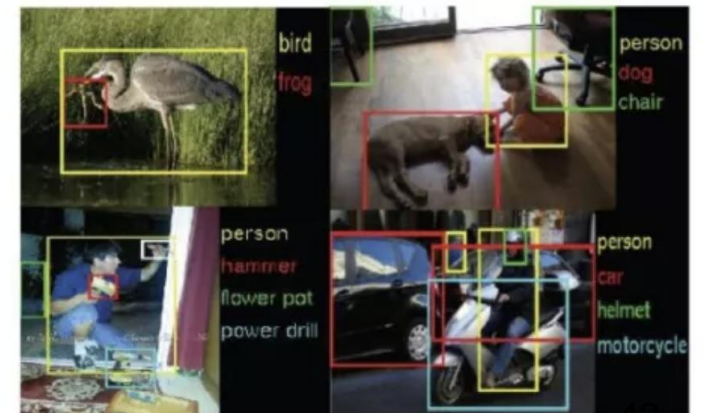 bird
frog
person
dog
chair
person
hammer
flower pot
power drill
person
car
helmet
motorcycle